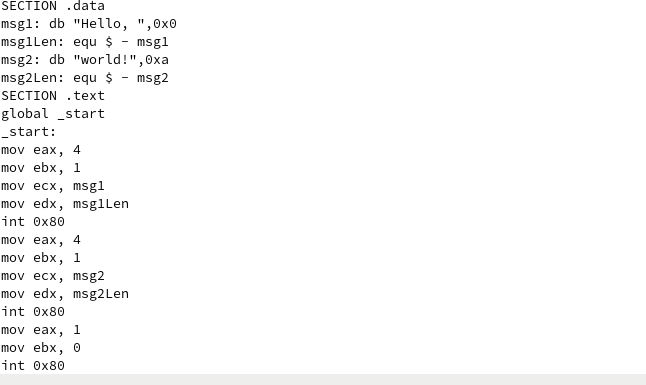 SECTION .data
msg1: db "Hello, ",0x0
msg1Len: equ $ - msg1
msg2: db "world!",0xa
msg2Len: equ $ - msg2
SECTION .text
global _start
_start:
mov eax, 4
mov ebx, 1
mov ecx, msg1
mov edx, msg1Len
int 0x80
mov eax, 4
mov ebx, 1
mov ecx, msg2
mov edx, msg2Len
int 0x80
mov eax, 1
mov ebx, 0
int 0x80